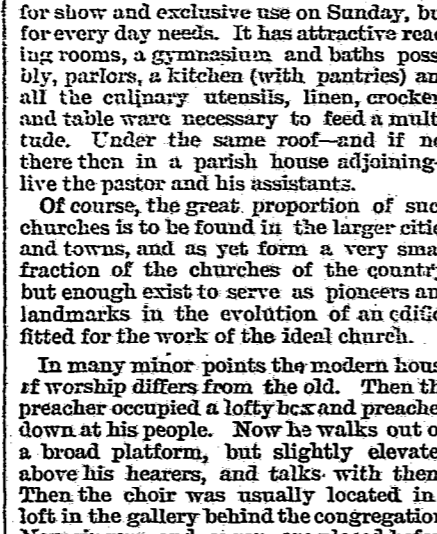 for show and exclusive use on Sunday, bu
for every day needs. It has attractive read
ing rooms, a gymnasium and baths poss
bly, parlors, a kitchen (with pantries) an
all the culinary utensils, linen, crocker
and table ware necessary to feed a mult
tude. Under the same roof—and if no
there then in a parish house adjoining—
live the pastor and his assistants.
Of course, the great proportion of suc
churches is to be found in the larger citie
and towns, and as yet form a very sma
fraction of the churches of the country
but enough exist to serve as pioneers an
landmarks in the evolution of an edific
fitted for the work of the ideal church.
In many minor points the modern hous
of worship differs from the old. Then th
preacher occupied a lofty box and preache
down at his people. Now he walks out o
a broad platform, but slightly elevate
above his hearers, and talks with them
Then the choir was usually located in
loft in the gallery behind the congregation